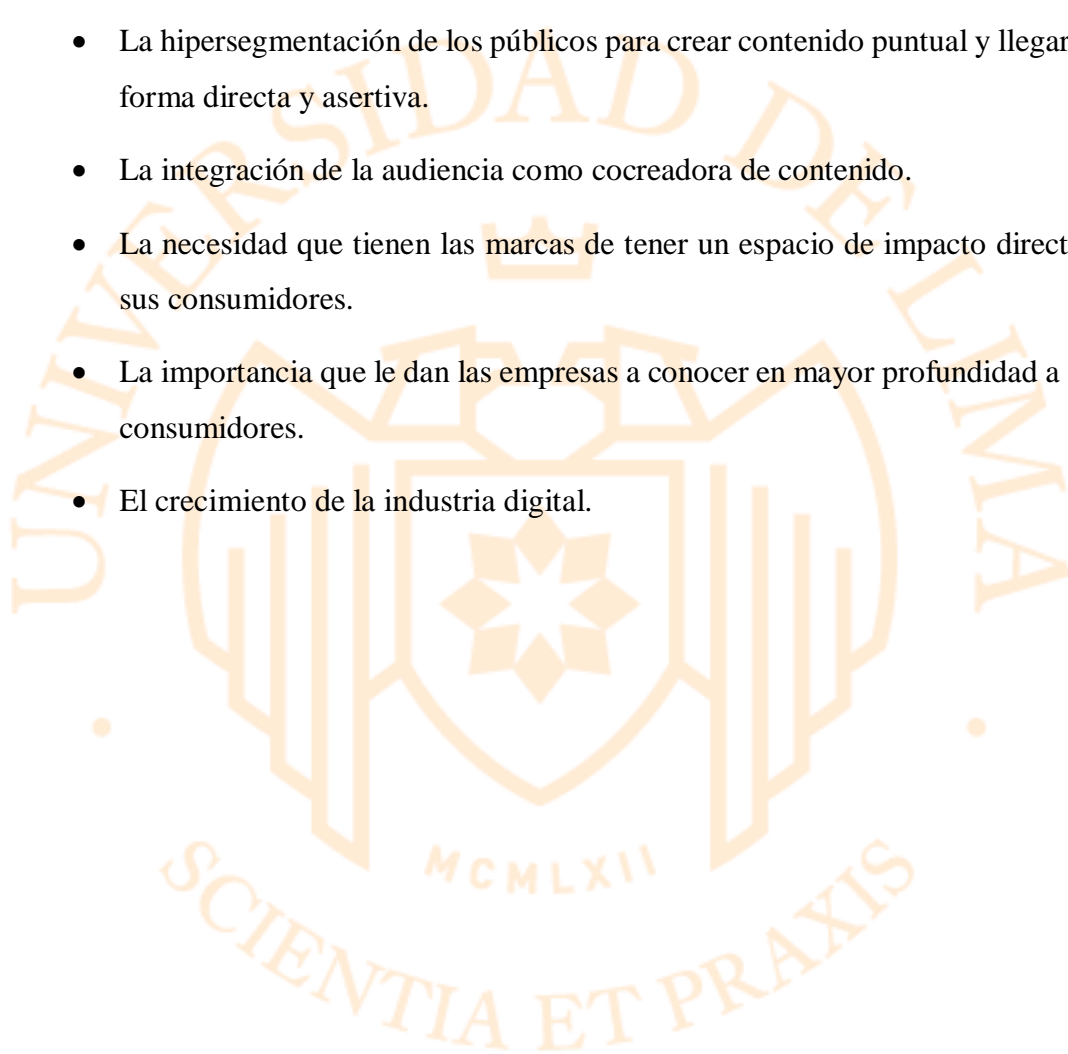 • La hipersegmentación de los públicos para crear contenido puntual y llegar
forma directa y asertiva.
• La integración de la audiencia como cocreadora de contenido.
• La necesidad que tienen las marcas de tener un espacio de impacto direct
sus consumidores.
• La importancia que le dan las empresas a conocer en mayor profundidad a
consumidores.
• El crecimiento de la industria digital.
UNIVERSIDAD DE LIMA
MCMLXII
SCIENTIA ET PRAXIS